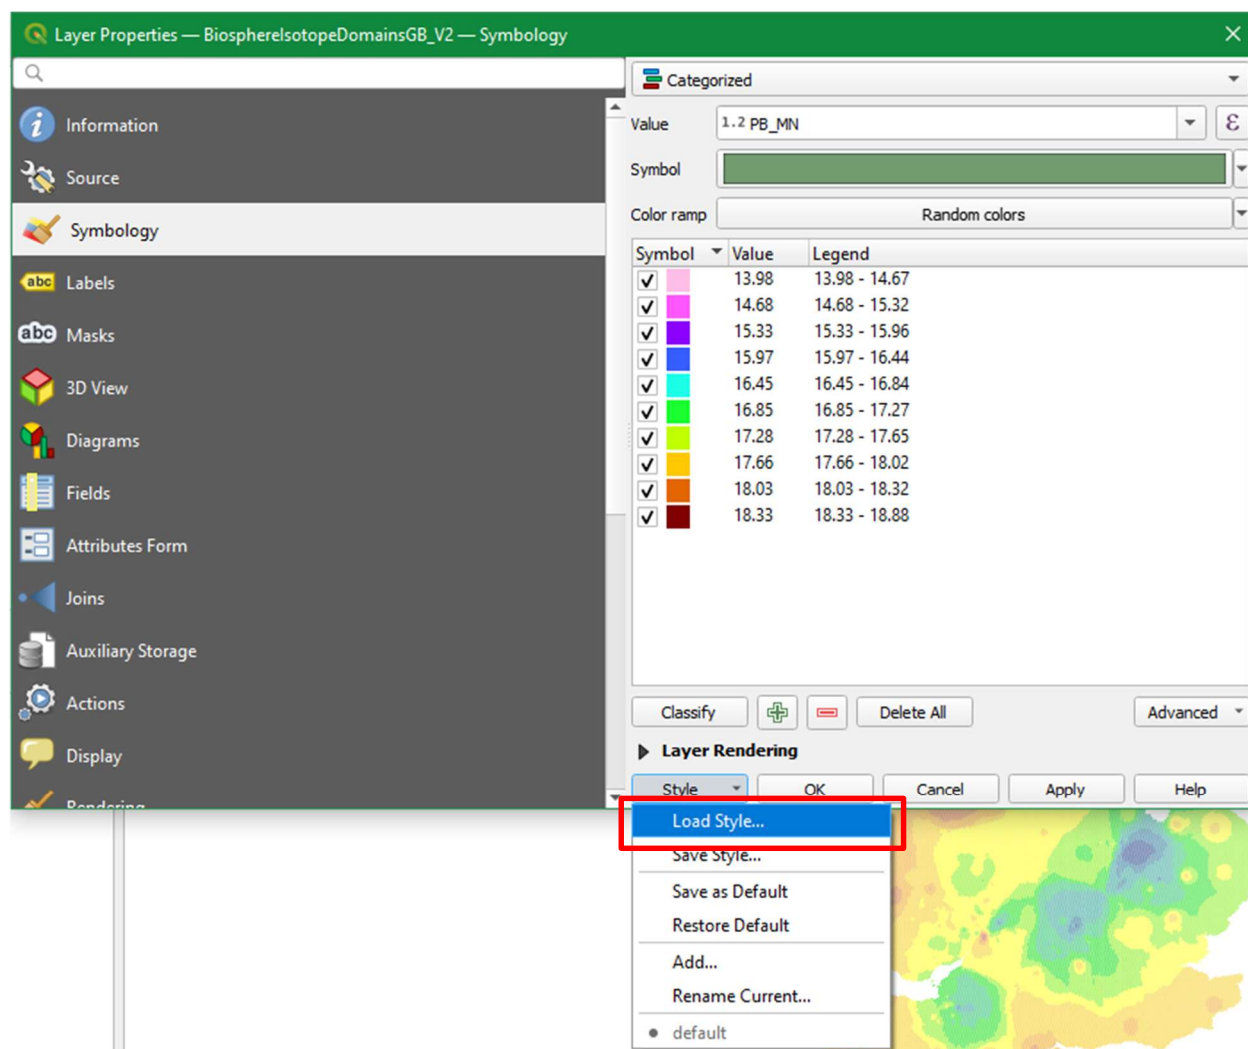 Layer Properties — BiosphereIsotopeDomainsGB_V2 — Symbology
Information
Source
Symbology
abc Labels
abc Masks
3D View
Diagrams
Fields
Attributes Form
Joins
Auxiliary Storage
Actions
Display
Rendering
Categorized
Value 1.2 PB_MN ε
Symbol
Color ramp Random colors
Symbol Value Legend
13.98 13.98 - 14.67
14.68 14.68 - 15.32
15.33 15.33 - 15.96
15.97 15.97 - 16.44
16.45 16.45 - 16.84
16.85 16.85 - 17.27
17.28 17.28 - 17.65
17.66 17.66 - 18.02
18.03 18.03 - 18.32
18.33 18.33 - 18.88
Classify Delete All Advanced
Layer Rendering
Style OK Cancel Apply Help
Load Style...
Save Style...
Save as Default
Restore Default
Add...
Rename Current...
default